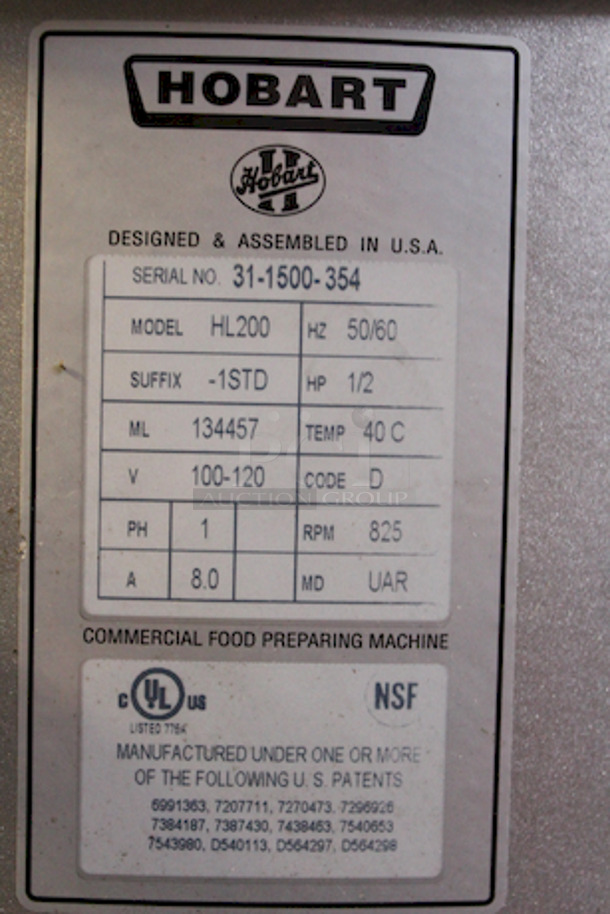 HOBART
Hobart
DESIGNED & ASSEMBLED IN U.S.A.
SERIAL NO. 31-1500-354
MODEL HL200 HZ 50/60
SUFFIX -1STD HP 1/2
ML 134457 TEMP 40 C
V 100-120 CODE D
AUCTION GROUP
PH 1 RPM 825
A 8.0 MD UAR
COMMERCIAL FOOD PREPARING MACHINE
C UL US NSF
LISTED 776A
MANUFACTURED UNDER ONE OR MORE
OF THE FOLLOWING U.S. PATENTS
6991363, 7207711, 7270473, 7296926
7384187, 7387430, 7438463, 7540653
7543980, D540113, D564297, D564298